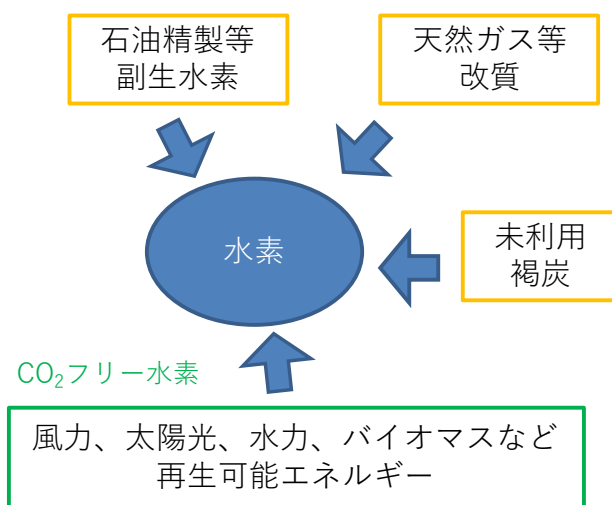 石油精製等
副生水素
天然ガス等
改質
水素
未利用
褐炭
CO₂フリー水素
風力、太陽光、水力、バイオマスなど
再生可能エネルギー